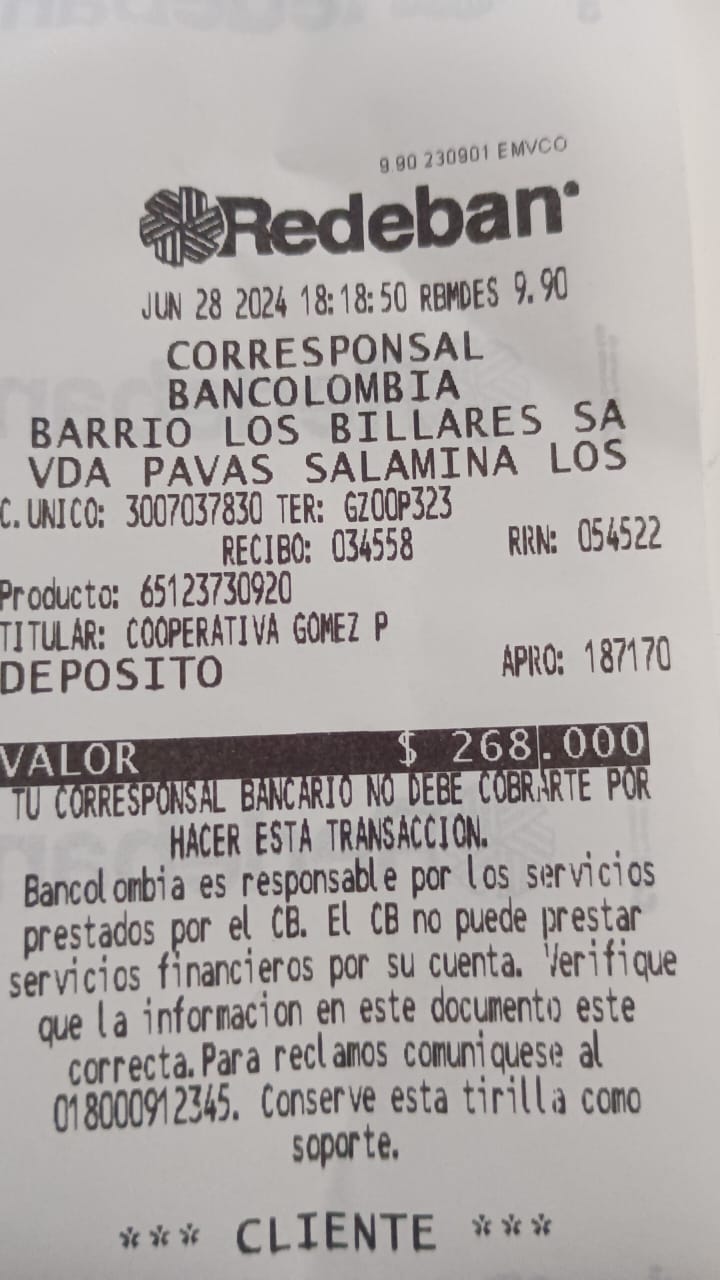 9.90 230901 EMVCO
Redeban
JUN 28 2024 18:18:50 RBMDES 9.90
CORRESPONSAL
BANCOLOMBIA
BARRIO LOS BILLARES SA
VDA PAVAS SALAMINA LOS
C.UNICO: 3007037830 TER: GZ00P323
RECIBO: 034558 RRN: 054522
Producto: 65123730920
TITULAR: COOPERATIVA GOMEZ P
DEPOSITO APRO: 187170
VALOR $ 268.000
TU CORRESPONSAL BANCARIO NO DEBE COBRARTE POR
HACER ESTA TRANSACCION.
Bancolombia es responsable por los servicios
prestados por el CB. El CB no puede prestar
servicios financieros por su cuenta. Verifique
que la informacion en este documento este
correcta.Para reclamos comuniquese al
018000912345. Conserve esta tirilla como
soporte.
*** CLIENTE ***